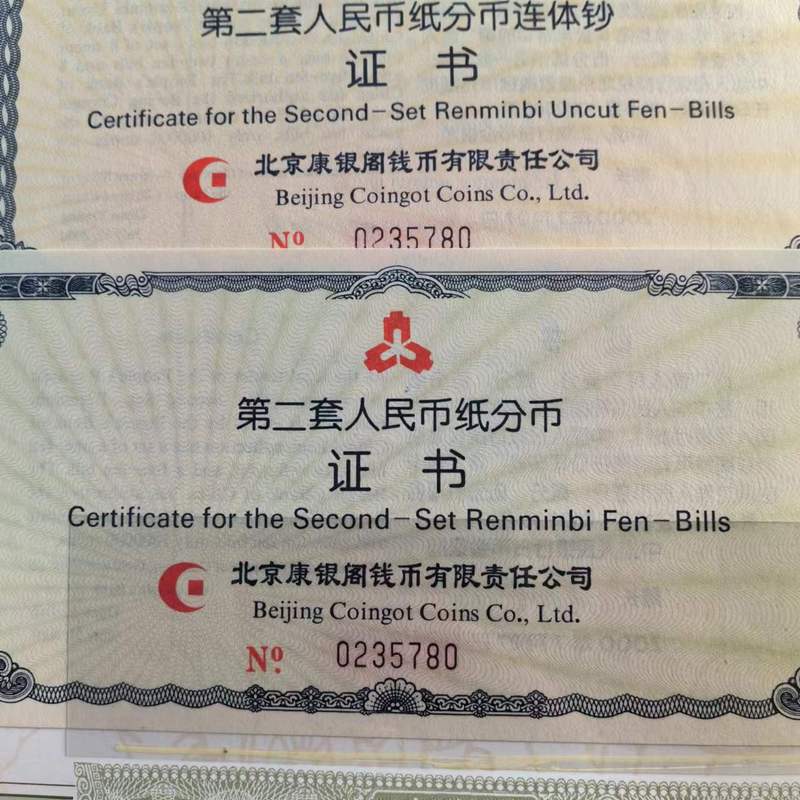 第二套人民币纸分币连体钞
证 书
Certificate for the Second-Set Renminbi Uncut Fen-Bills
北京康银阁钱币有限责任公司
Beijing Coingot Coins Co., Ltd.
Nº 0235780
第二套人民币纸分币
证 书
Certificate for the Second-Set Renminbi Fen-Bills
北京康银阁钱币有限责任公司
Beijing Coingot Coins Co., Ltd.
Nº 0235780